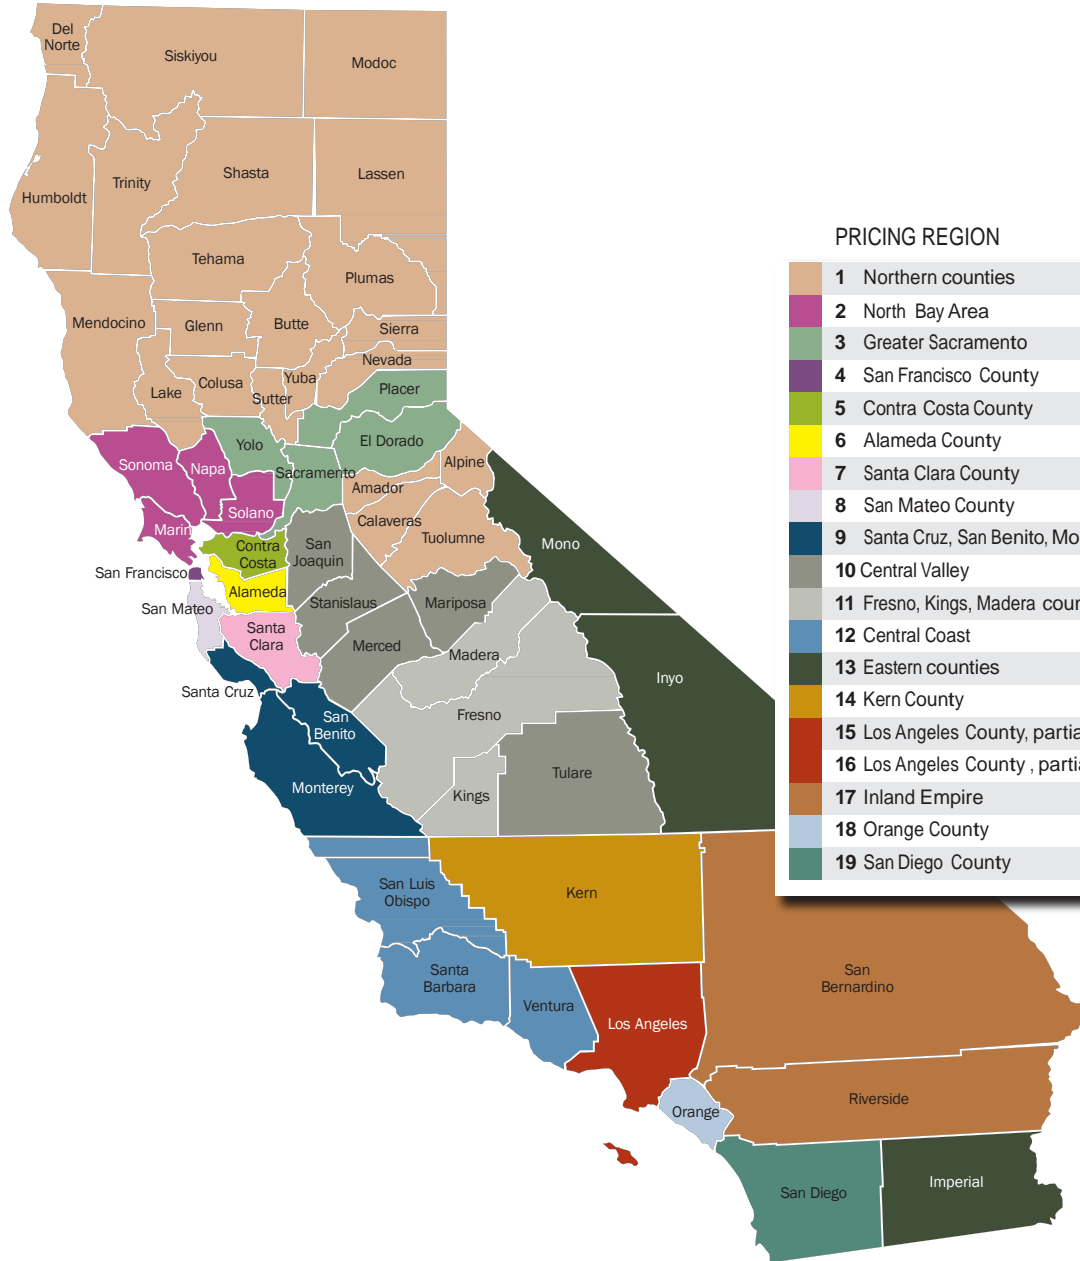 Del
Norte
Siskiyou
Modoc
Humboldt
Trinity
Shasta
Lassen
Tehama
Plumas
Mendocino
Glenn
Butte
Sierra
Nevada
Lake
Colusa
Sutter
Yuba
Placer
Yolo
El Dorado
Sonoma
Napa
Sacramento
Alpine
Amador
Solano
Marin
Calaveras
Tuolumne
Contra
Costa
San
Joaquin
Mono
San Francisco
Alameda
Stanislaus
Mariposa
San Mateo
Santa
Clara
Merced
Madera
Inyo
Santa Cruz
San
Benito
Fresno
Monterey
Kings
Tulare
San Luis
Obispo
Kern
Santa
Barbara
Ventura
Los Angeles
San
Bernardino
Orange
Riverside
San Diego
Imperial
PRICING REGION
1 Northern counties
2 North Bay Area
3 Greater Sacramento
4 San Francisco County
5 Contra Costa County
6 Alameda County
7 Santa Clara County
8 San Mateo County
9 Santa Cruz, San Benito, Mo
10 Central Valley
11 Fresno, Kings, Madera cour
12 Central Coast
13 Eastern counties
14 Kern County
15 Los Angeles County, partia
16 Los Angeles County , partia
17 Inland Empire
18 Orange County
19 San Diego County